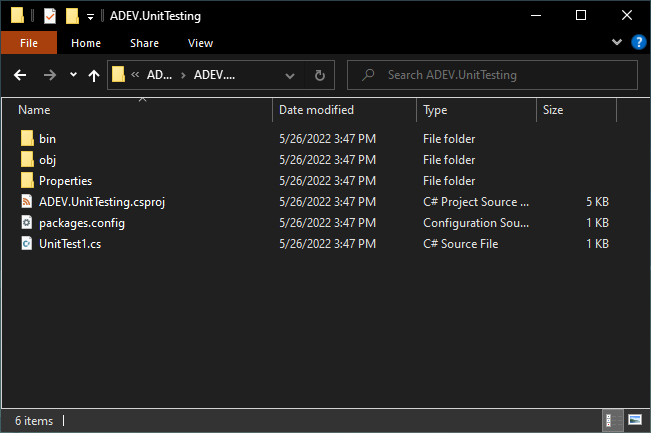 ADEV.UnitTesting
File Home Share View
AD... ADEV.... Search ADEV.UnitTesting
Name Date modified Type Size
bin 5/26/2022 3:47 PM File folder
obj 5/26/2022 3:47 PM File folder
Properties 5/26/2022 3:47 PM File folder
ADEV.UnitTesting.csproj 5/26/2022 3:47 PM C# Project Source ... 5 KB
packages.config 5/26/2022 3:47 PM Configuration Sou... 1 KB
UnitTest1.cs 5/26/2022 3:47 PM C# Source File 1 KB
6 items